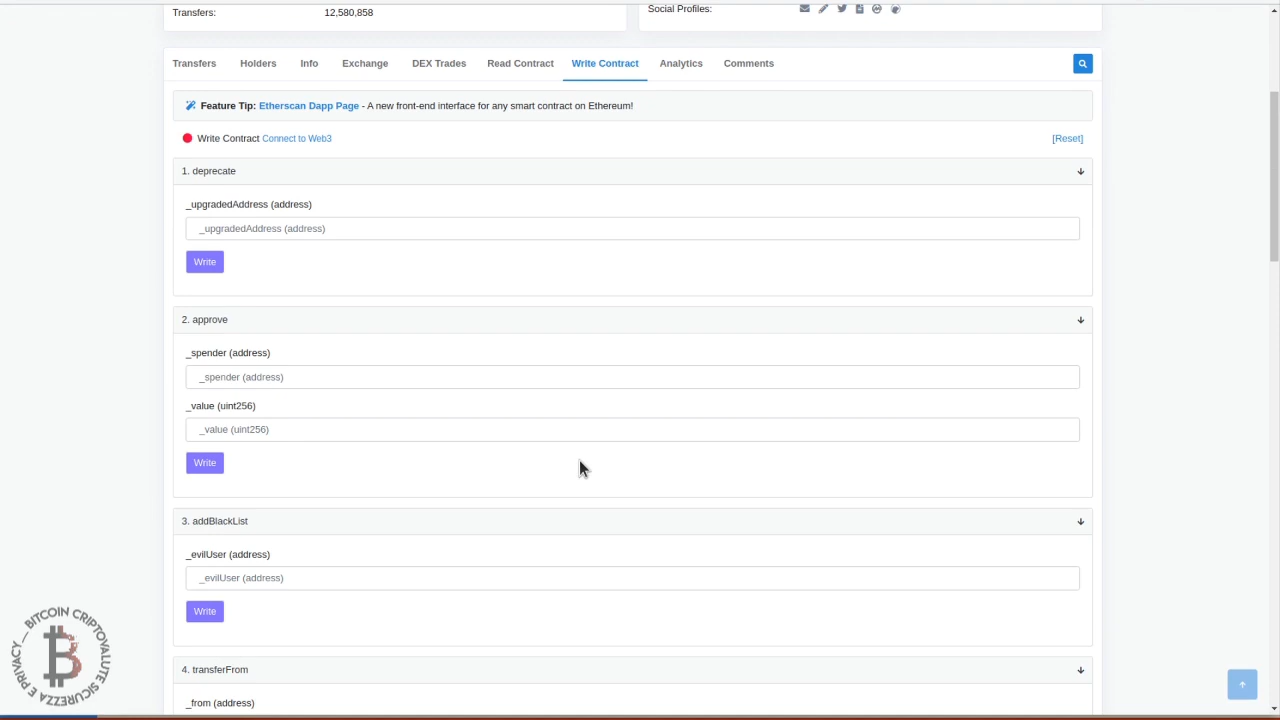 Transfers: 12,580,858
Social Profiles:
Transfers Holders Info Exchange DEX Trades Read Contract Write Contract Analytics Comments
Feature Tip: Etherscan Dapp Page - A new front-end interface for any smart contract on Ethereum!
Write Contract Connect to Web3 [Reset]
1. deprecate
_upgradedAddress (address)
_upgradedAddress (address)
Write
2. approve
_spender (address)
_spender (address)
_value (uint256)
_value (uint256)
Write
3. addBlackList
_evilUser (address)
_evilUser (address)
Write
4. transferFrom
_from (address)
BITCOIN CRIPTOVALUTE SICUREZZA E PRIVACY